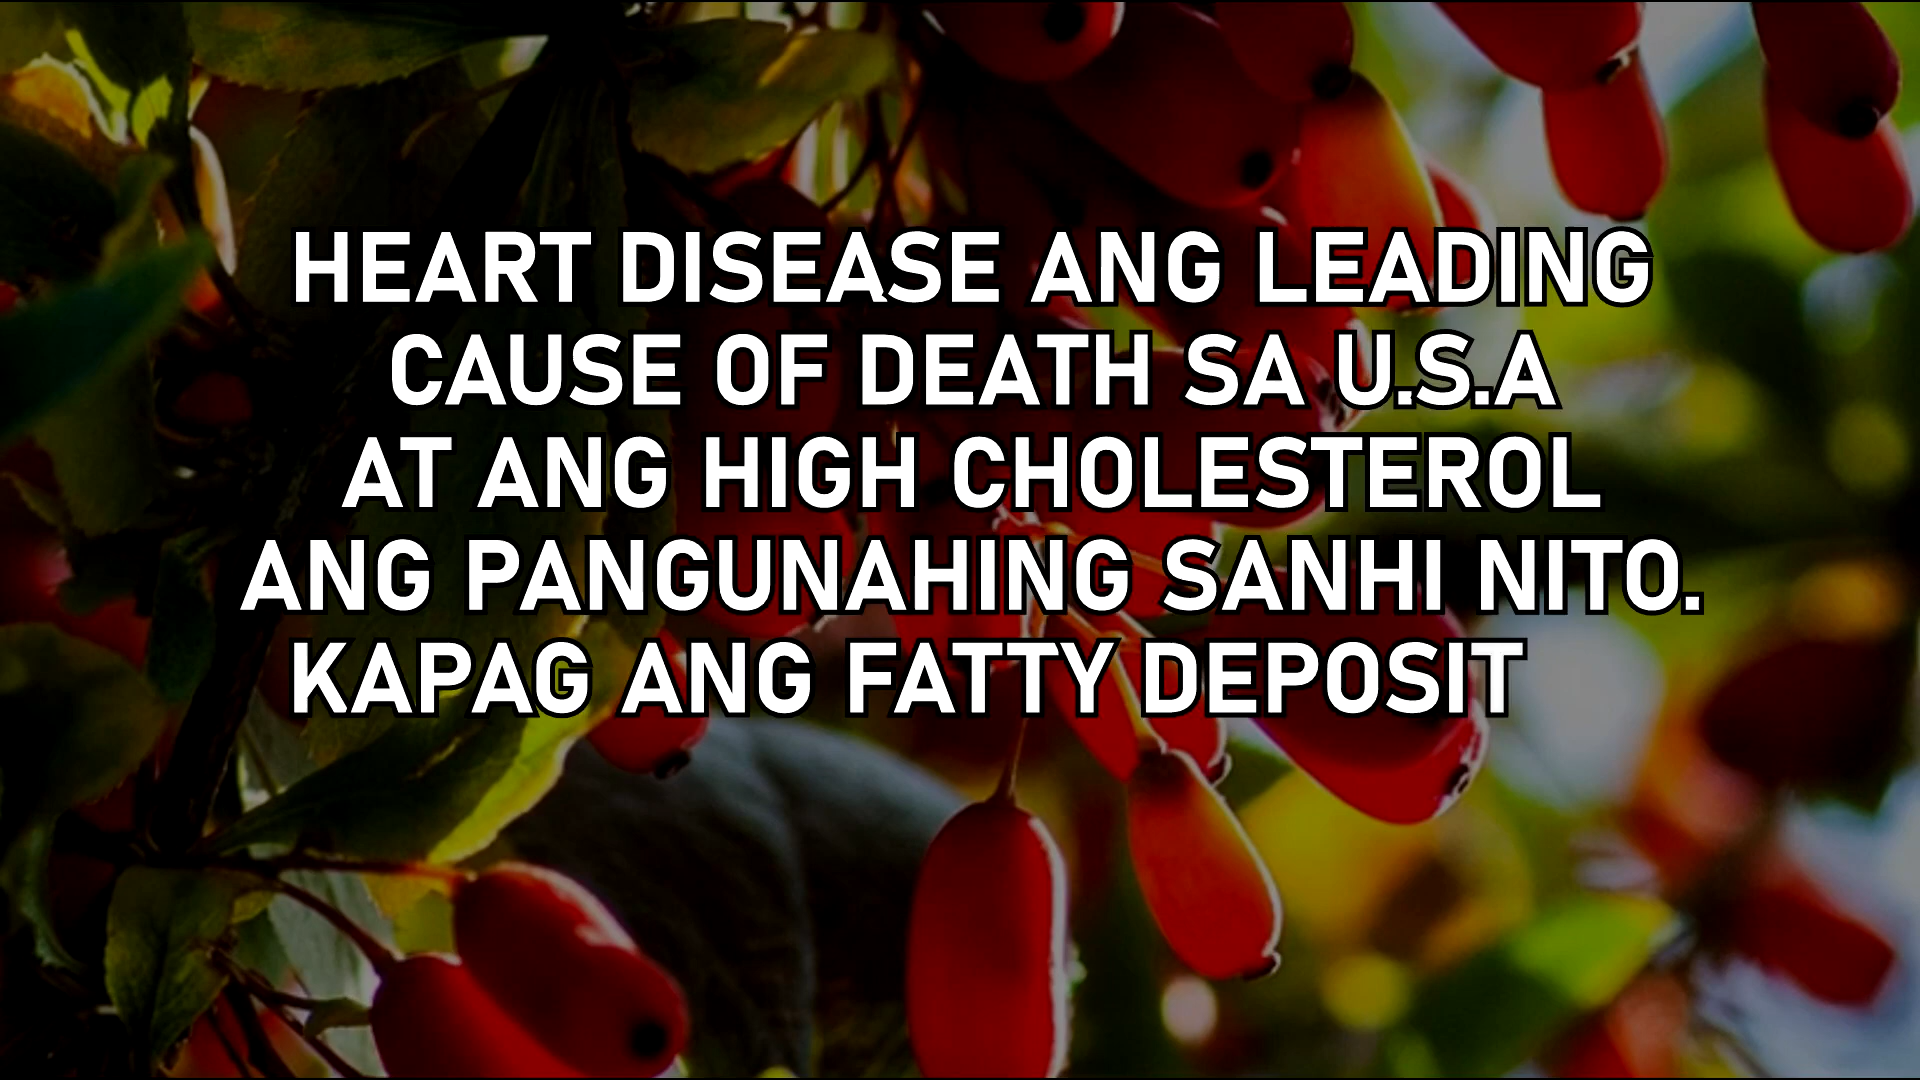 HEART DISEASE ANG LEADING
CAUSE OF DEATH SA U.S.A
AT ANG HIGH CHOLESTEROL
ANG PANGUNAHING SANHI NITO.
KAPAG ANG FATTY DEPOSIT